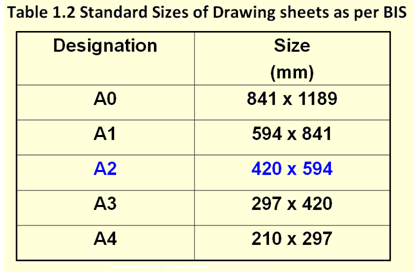 Table 1.2 Standard Sizes of Drawing sheets as per BIS
Designation Size
(mm)
A0 841 x 1189
A1 594 x 841
A2 420 x 594
A3 297 x 420
A4 210 x 297